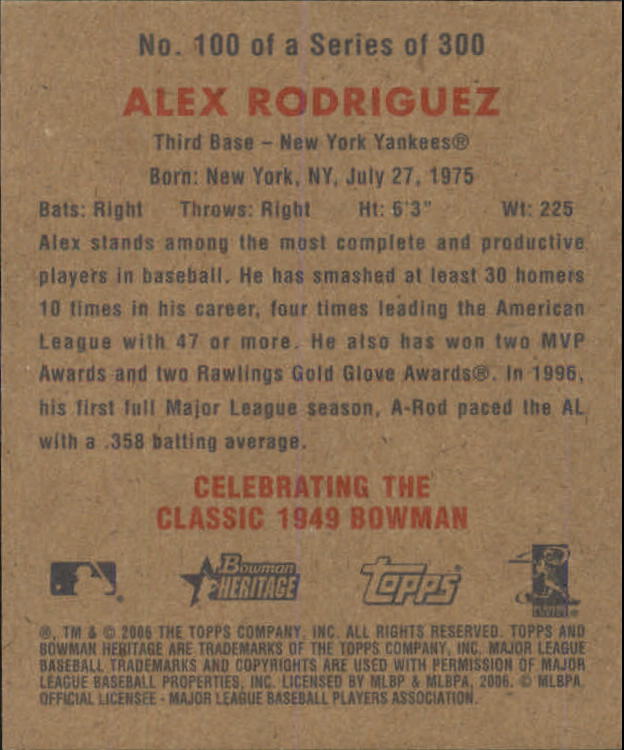 No. 100 of a Series of 300
ALEX RODRIGUEZ
Third Base – New York Yankees®
Born: New York, NY, July 27, 1975
Bats: Right Throws: Right Ht: 6'3" Wt: 225
Alex stands among the most complete and productive
players in baseball. He has smashed at least 30 homers
10 times in his career, four times leading the American
League with 47 or more. He also has won two MVP
Awards and two Rawlings Gold Glove Awards®. In 1996,
his first full Major League season, A-Rod paced the AL
with a .358 batting average.
CELEBRATING THE
CLASSIC 1949 BOWMAN
Bowman
HERITAGE
topps®
®, TM & © 2006 THE TOPPS COMPANY, INC. ALL RIGHTS RESERVED. TOPPS AND
BOWMAN HERITAGE ARE TRADEMARKS OF THE TOPPS COMPANY, INC. MAJOR LEAGUE
BASEBALL TRADEMARKS AND COPYRIGHTS ARE USED WITH PERMISSION OF MAJOR
LEAGUE BASEBALL PROPERTIES, INC. LICENSED BY MLBP & MLBPA, 2006. © MLBPA
OFFICIAL LICENSEE - MAJOR LEAGUE BASEBALL PLAYERS ASSOCIATION.